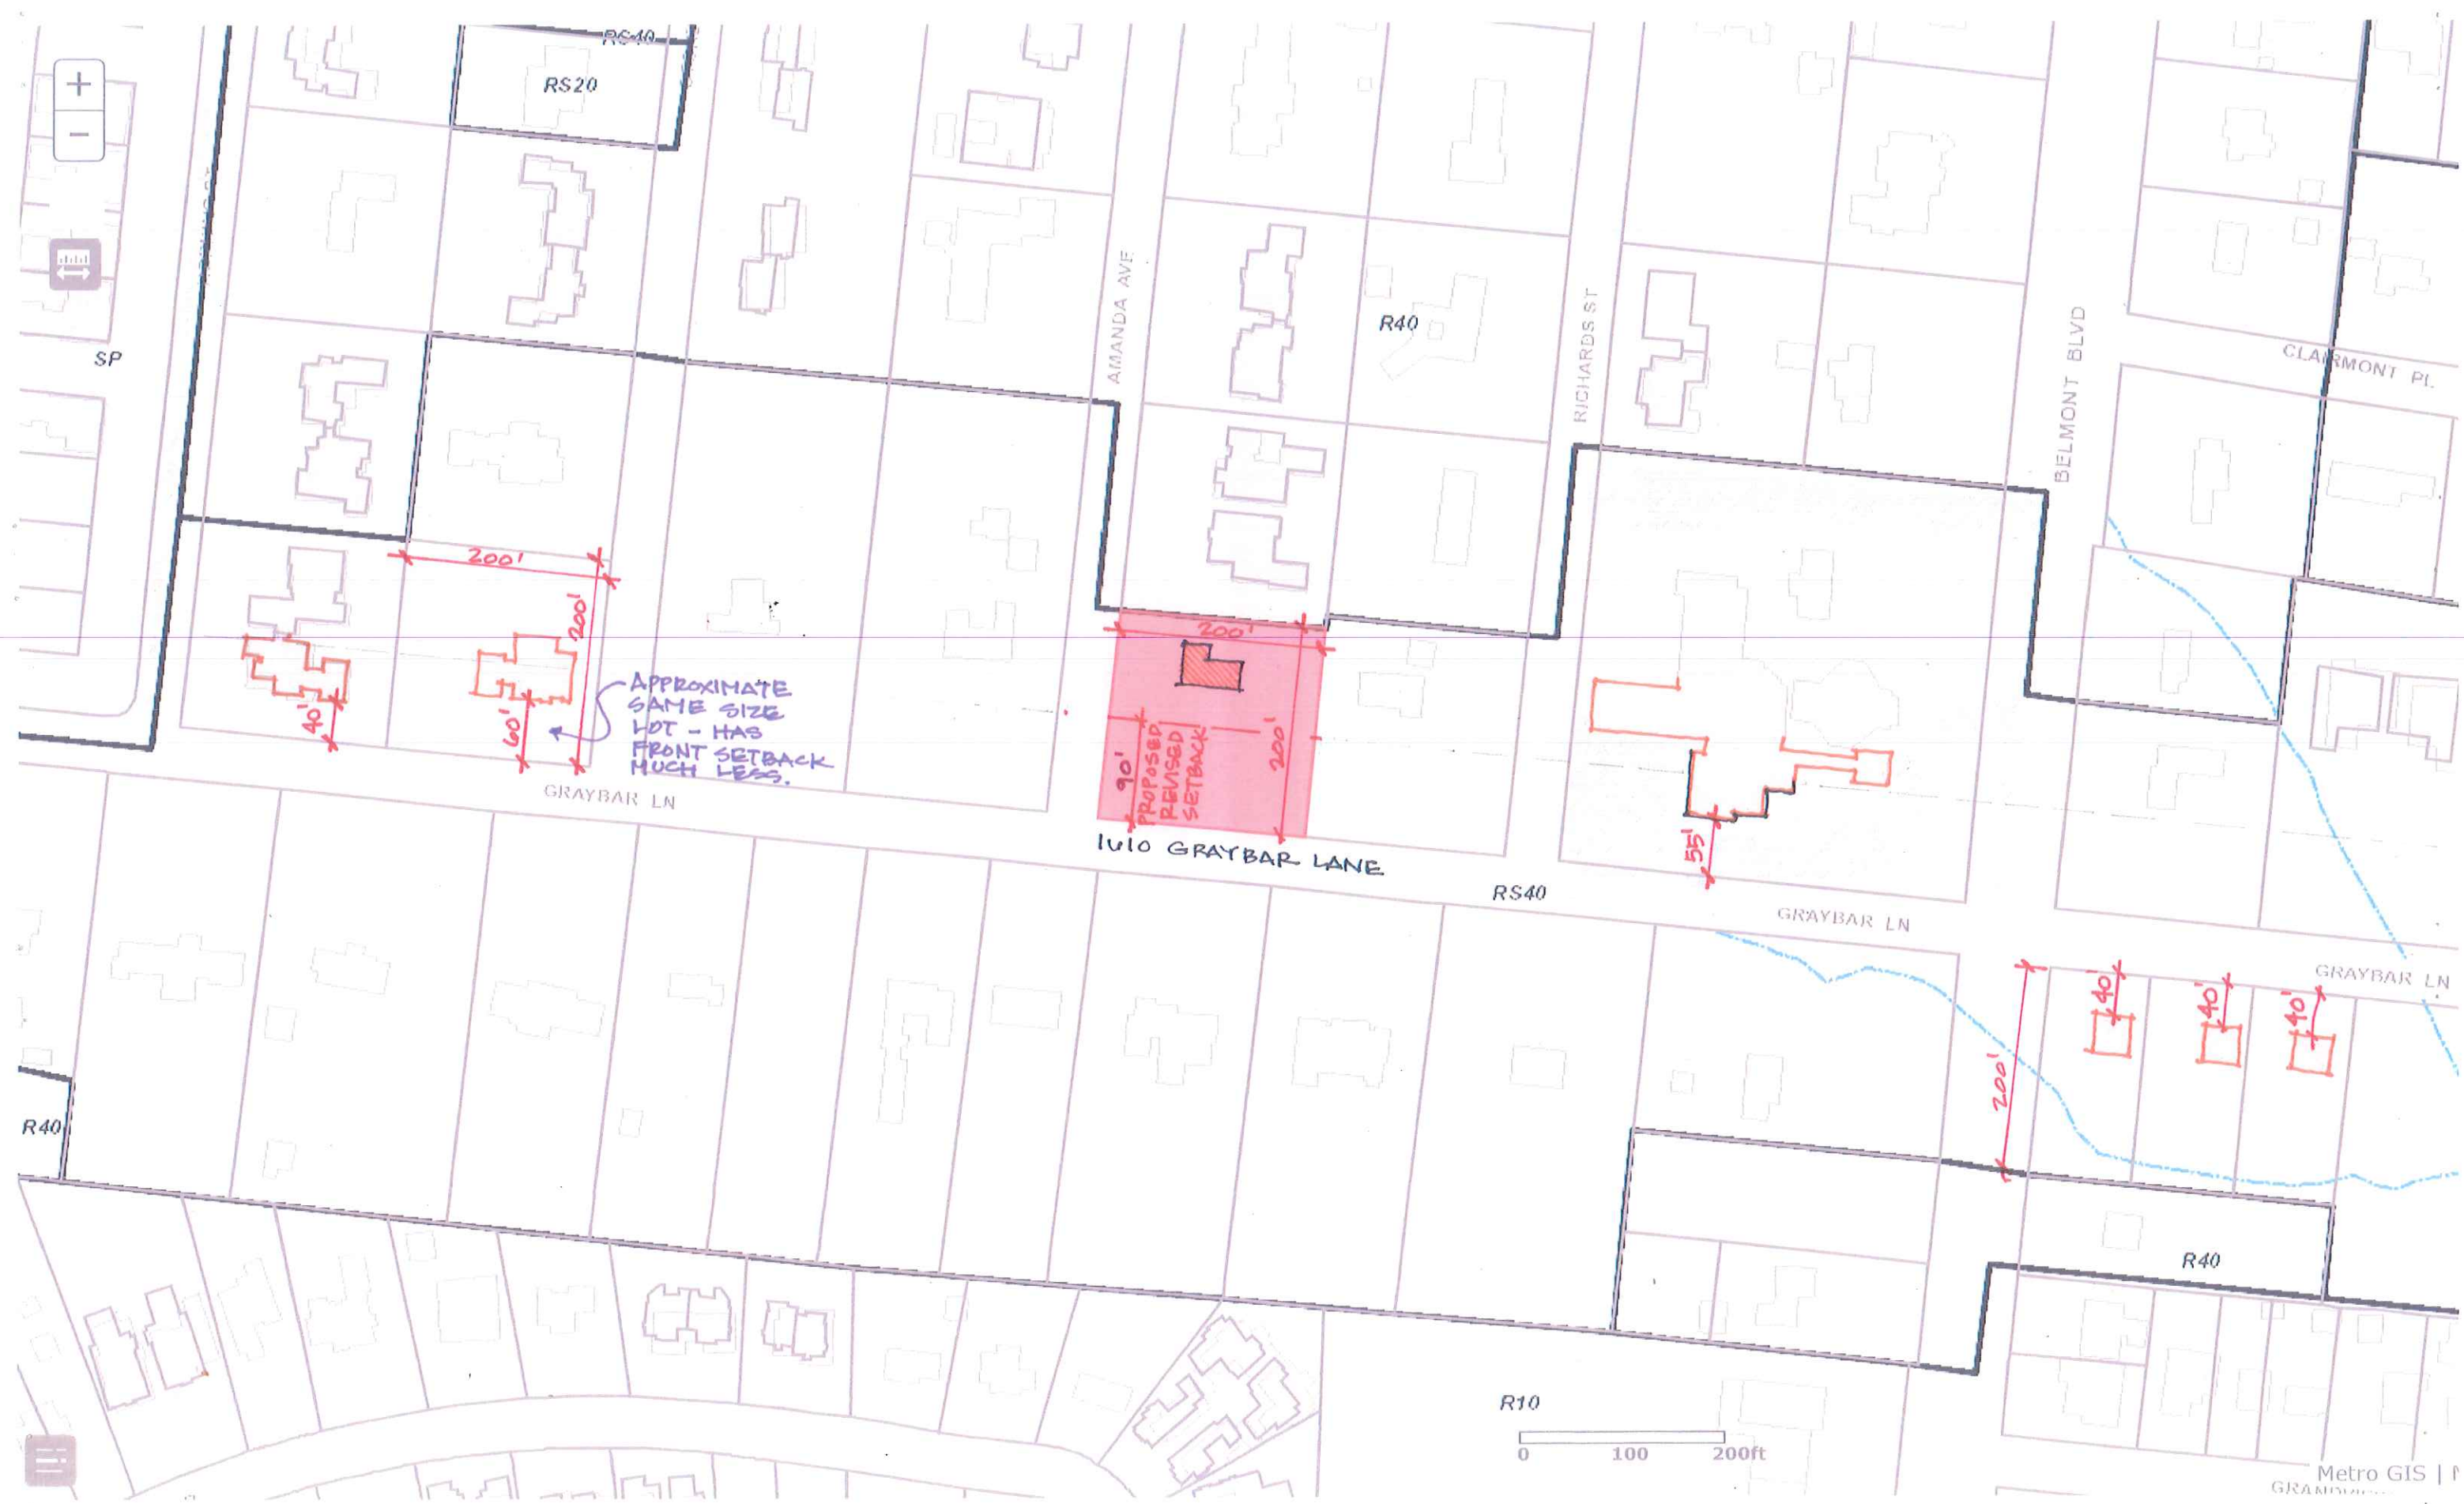 RS40
RS20
+
−
AMANDA AVE
R40
RICHARDS ST
BELMONT BLVD
CLAIRMONT PL
SP
200'
200'
40'
60'
APPROXIMATE
SAME SIZE
LOT - HAS
FRONT SETBACK
MUCH LESS.
200'
90'
PROPOSED
REVISED
SETBACK
200'
55'
GRAYBAR LN
1610 GRAYBAR LANE
RS40
GRAYBAR LN
GRAYBAR LN
40'
40'
40'
200'
R40
R40
R10
0 100 200ft
Metro GIS |